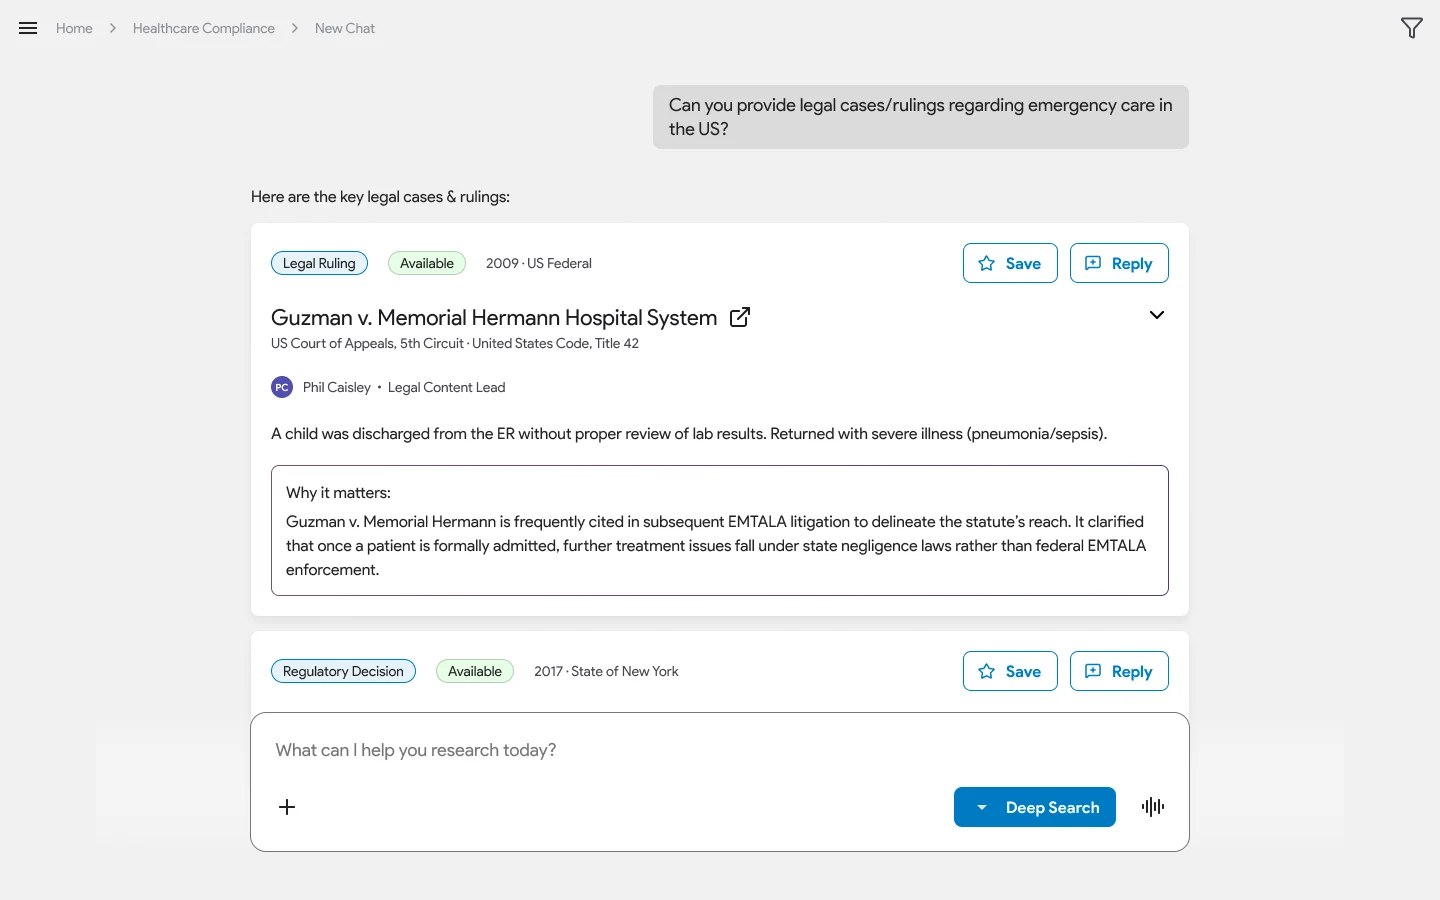 Home > Healthcare Compliance > New Chat
Can you provide legal cases/rulings regarding emergency care in
the US?
Here are the key legal cases & rulings:
Legal Ruling Available 2009 · US Federal Save Reply
Guzman v. Memorial Hermann Hospital System
US Court of Appeals, 5th Circuit · United States Code, Title 42
PC Phil Caisley • Legal Content Lead
A child was discharged from the ER without proper review of lab results. Returned with severe illness (pneumonia/sepsis).
Why it matters:
Guzman v. Memorial Hermann is frequently cited in subsequent EMTALA litigation to delineate the statute’s reach. It clarified
that once a patient is formally admitted, further treatment issues fall under state negligence laws rather than federal EMTALA
enforcement.
Regulatory Decision Available 2017 · State of New York Save Reply
What can I help you research today?
Deep Search